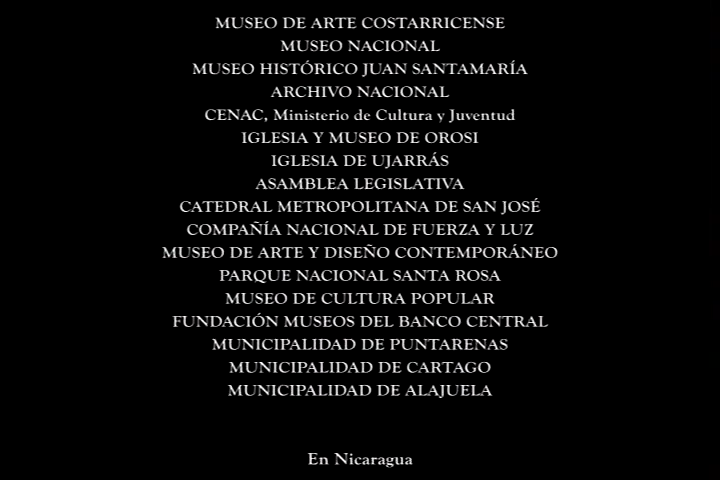 MUSEO DE ARTE COSTARRICENSE
MUSEO NACIONAL
MUSEO HISTÓRICO JUAN SANTAMARÍA
ARCHIVO NACIONAL
CENAC, Ministerio de Cultura y Juventud
IGLESIA Y MUSEO DE OROSI
IGLESIA DE UJARRÁS
ASAMBLEA LEGISLATIVA
CATEDRAL METROPOLITANA DE SAN JOSÉ
COMPAÑÍA NACIONAL DE FUERZA Y LUZ
MUSEO DE ARTE Y DISEÑO CONTEMPORÁNEO
PARQUE NACIONAL SANTA ROSA
MUSEO DE CULTURA POPULAR
FUNDACIÓN MUSEOS DEL BANCO CENTRAL
MUNICIPALIDAD DE PUNTARENAS
MUNICIPALIDAD DE CARTAGO
MUNICIPALIDAD DE ALAJUELA
En Nicaragua